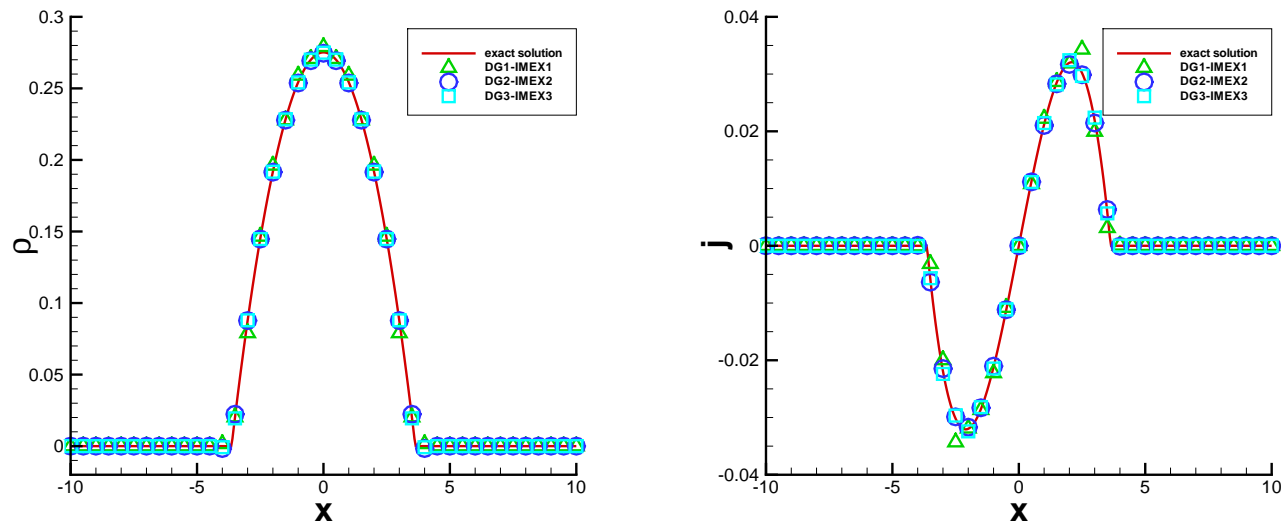 0.3
0.25
0.2
0.15
0.1
0.05
0
ρ
-10
-5
0
5
10
x
exact solution
DG1-IMEX1
DG2-IMEX2
DG3-IMEX3
0.04
0.02
0
-0.02
-0.04
j
-10
-5
0
5
10
x
exact solution
DG1-IMEX1
DG2-IMEX2
DG3-IMEX3